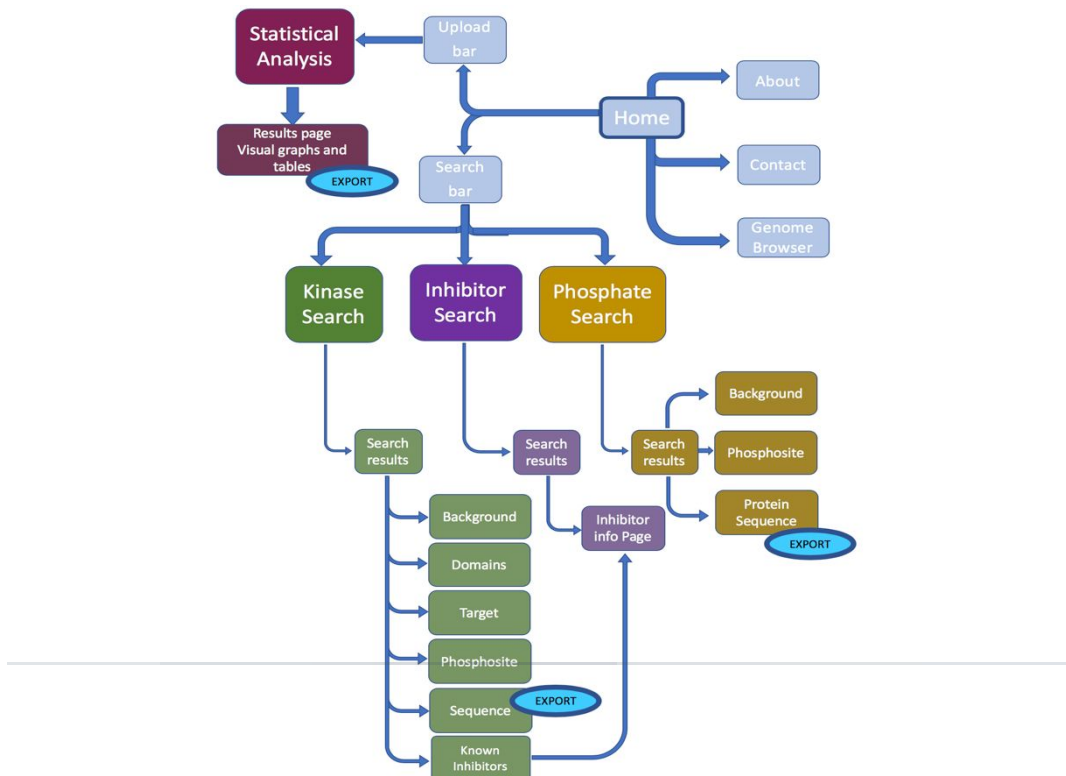 Statistical
Analysis
Upload
bar
About
Home
Results page
Visual graphs and
tables
EXPORT
Search
bar
Contact
Genome
Browser
Kinase
Search
Inhibitor
Search
Phosphate
Search
Background
Search
results
Search
results
Search
results
Phosphosite
Protein
Sequence
EXPORT
Background
Inhibitor
info Page
Domains
Target
Phosphosite
Sequence
EXPORT
Known
Inhibitors